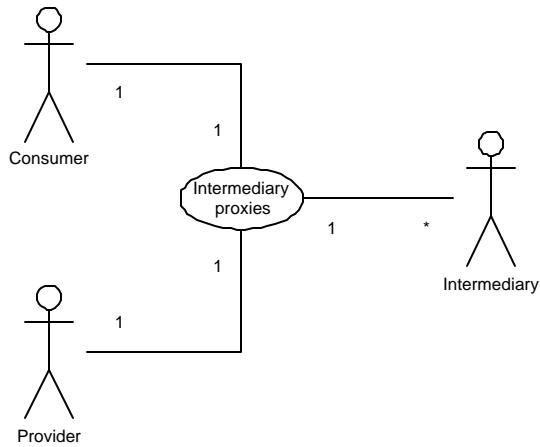 1
Consumer
1
Intermediary
proxies
1
*
Intermediary
1
1
Provider